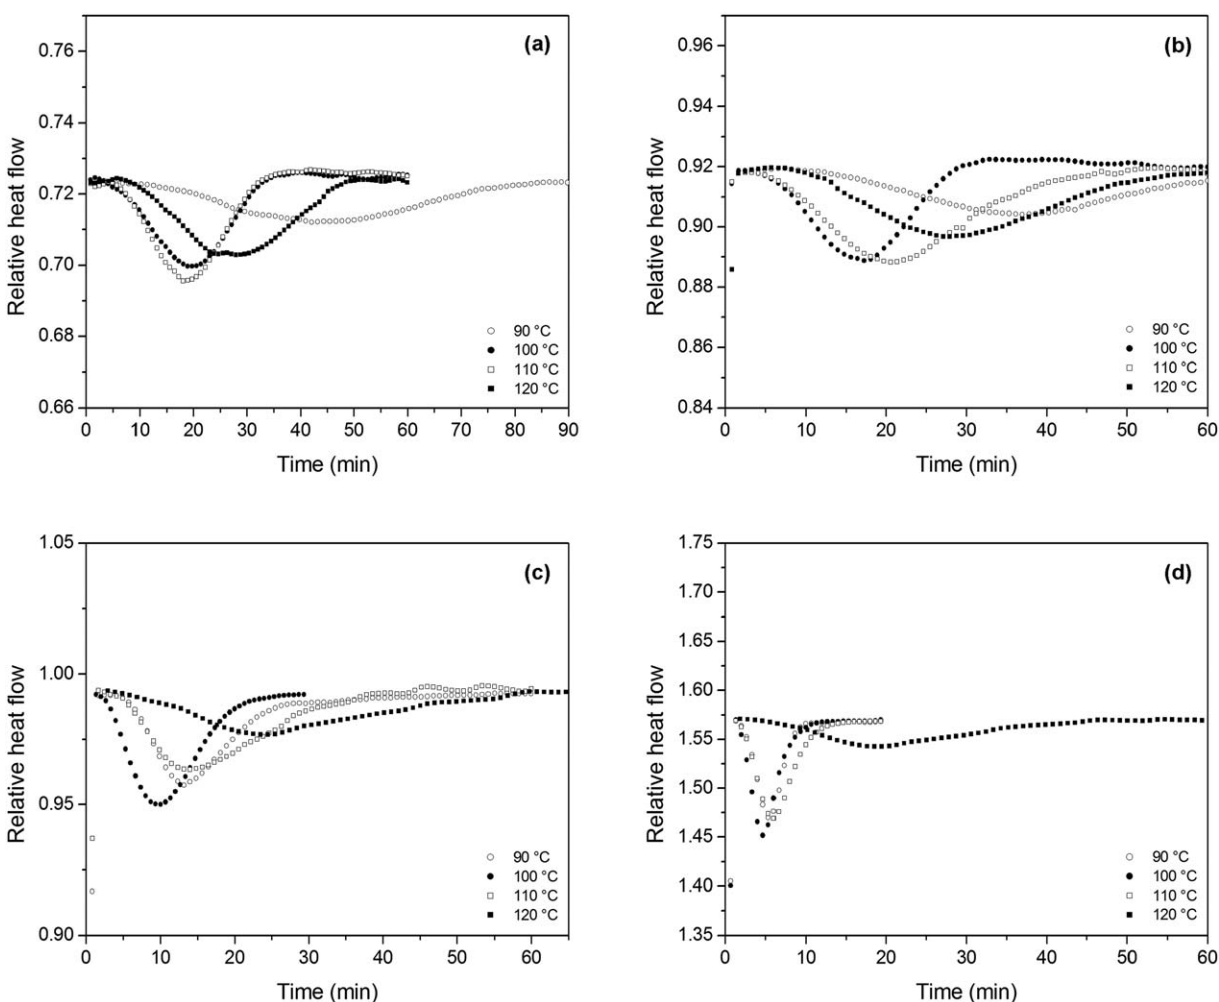 (a)
Relative heat flow
0.76
0.74
0.72
0.70
0.68
0.66
90 °C
100 °C
110 °C
120 °C
0 10 20 30 40 50 60 70 80 90
Time (min)
(b)
Relative heat flow
0.96
0.94
0.92
0.90
0.88
0.86
0.84
90 °C
100 °C
110 °C
120 °C
0 10 20 30 40 50 60
Time (min)
(c)
Relative heat flow
1.05
1.00
0.95
0.90
90 °C
100 °C
110 °C
120 °C
0 10 20 30 40 50 60
Time (min)
(d)
Relative heat flow
1.75
1.70
1.65
1.60
1.55
1.50
1.45
1.40
1.35
90 °C
100 °C
110 °C
120 °C
0 10 20 30 40 50 60
Time (min)